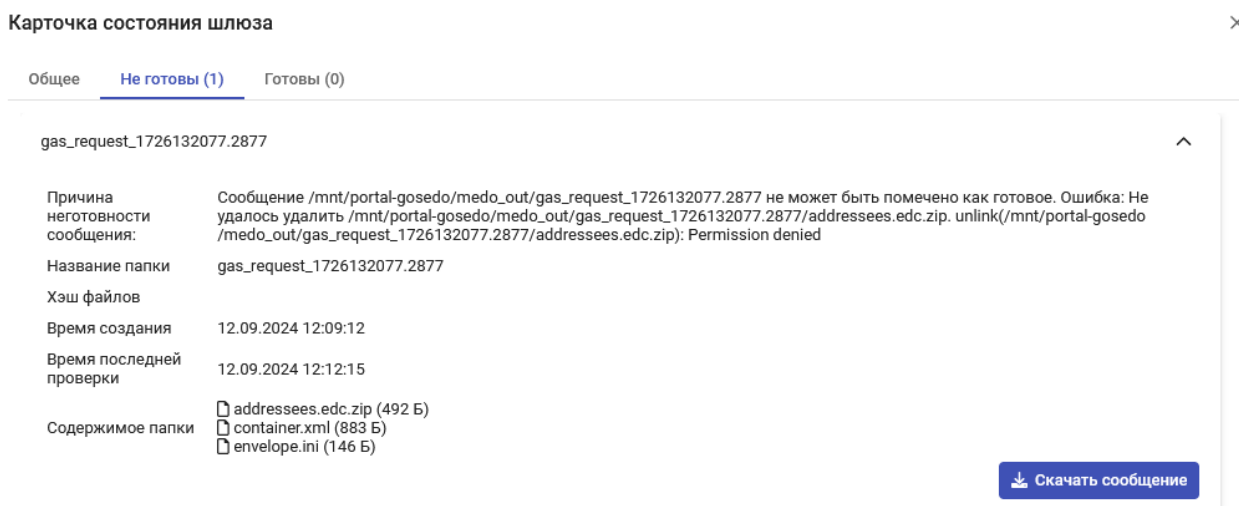 Карточка состояния шлюза
Общее Не готовы (1) Готовы (0)
gas_request_1726132077.2877
Причина неготовности сообщения:
Сообщение /mnt/portal-gosedo/medo_out/gas_request_1726132077.2877 не может быть помечено как готовое. Ошибка: Не
удалось удалить /mnt/portal-gosedo/medo_out/gas_request_1726132077.2877/addressees.edc.zip. unlink(/mnt/portal-gosedo
/medo_out/gas_request_1726132077.2877/addressees.edc.zip): Permission denied
Название папки gas_request_1726132077.2877
Хэш файлов
Время создания 12.09.2024 12:09:12
Время последней проверки 12.09.2024 12:12:15
Содержимое папки
addressees.edc.zip (492 Б)
container.xml (883 Б)
envelope.ini (146 Б)
Скачать сообщение